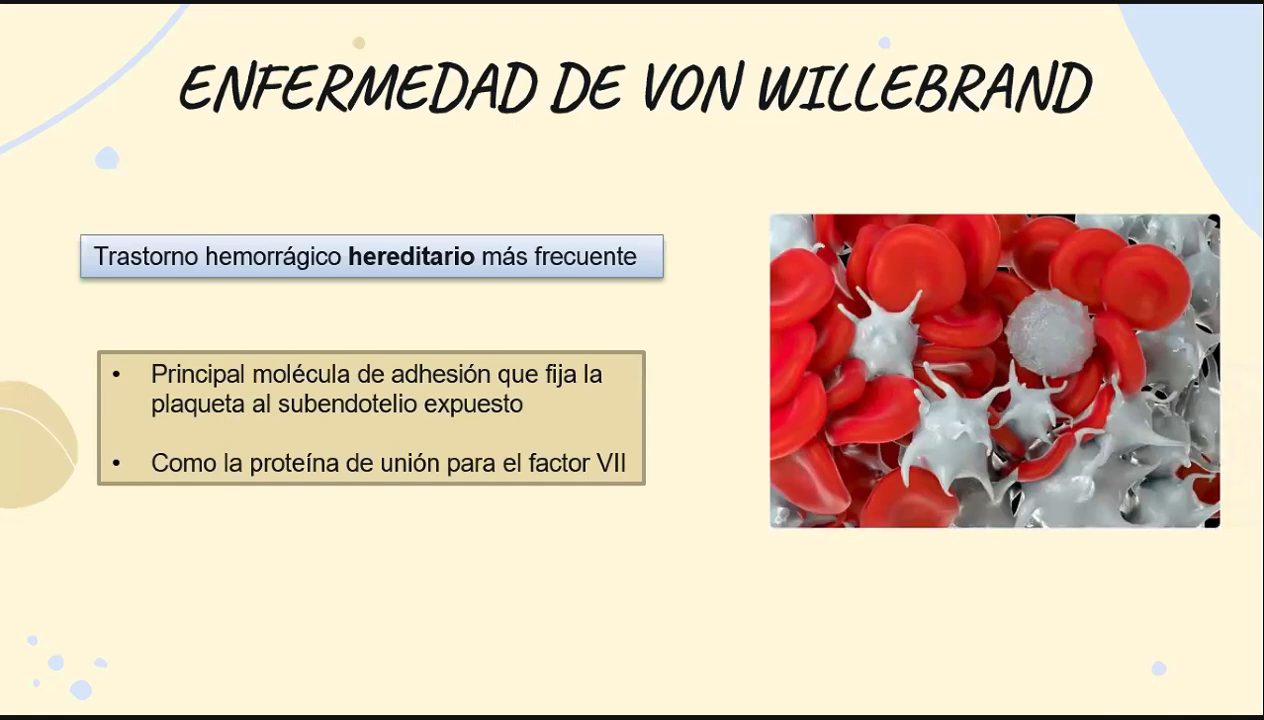 ENFERMEDAD DE VON WILLEBRAND
Trastorno hemorrágico hereditario más frecuente
• Principal molécula de adhesión que fija la
plaqueta al subendotelio expuesto
• Como la proteína de unión para el factor VII